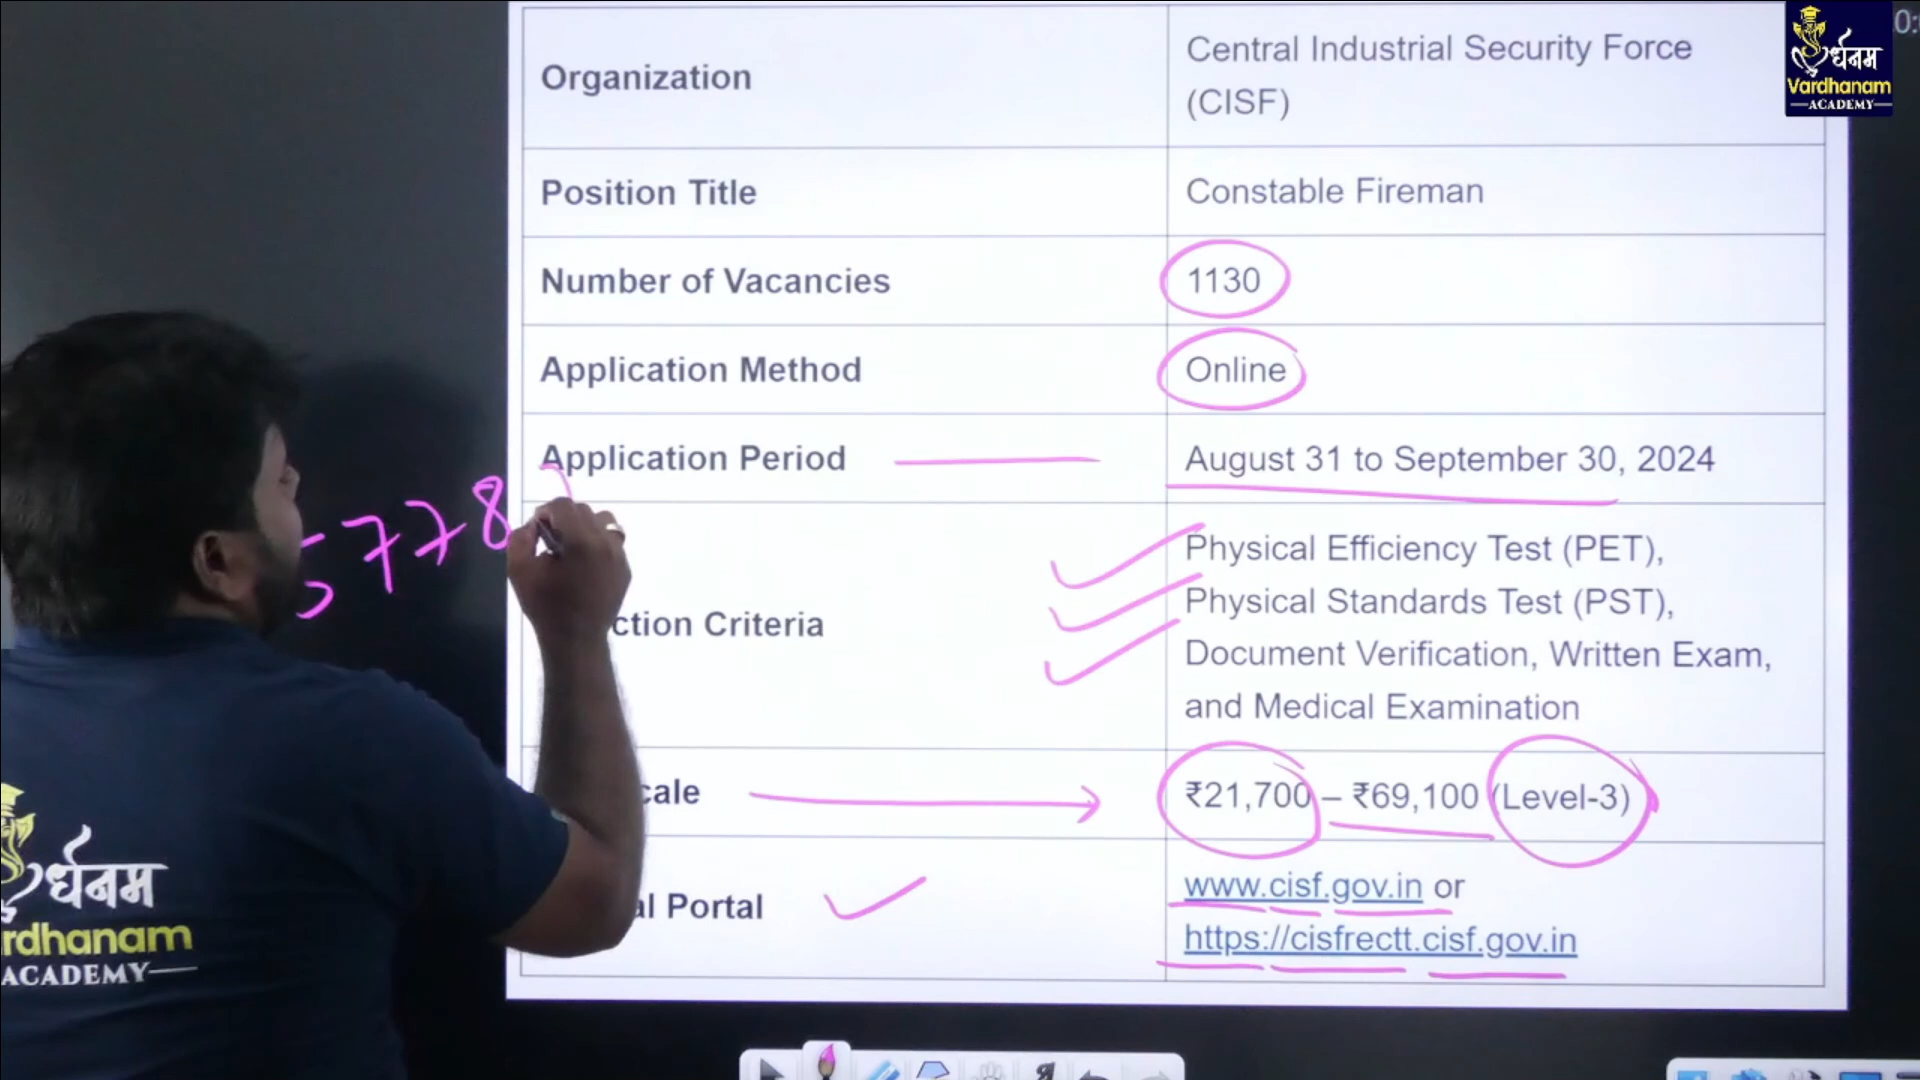 Organization
Central Industrial Security Force
(CISF)
Position Title
Constable Fireman
Number of Vacancies
1130
Application Method
Online
Application Period
August 31 to September 30, 2024
ction Criteria
Physical Efficiency Test (PET),
Physical Standards Test (PST),
Document Verification, Written Exam,
and Medical Examination
cale
₹21,700 – ₹69,100 (Level-3)
al Portal
www.cisf.gov.in or
https://cisfrectt.cisf.gov.in
5778
र्धनम
Vardhanam
ACADEMY
र्धनम
rdhanam
ACADEMY